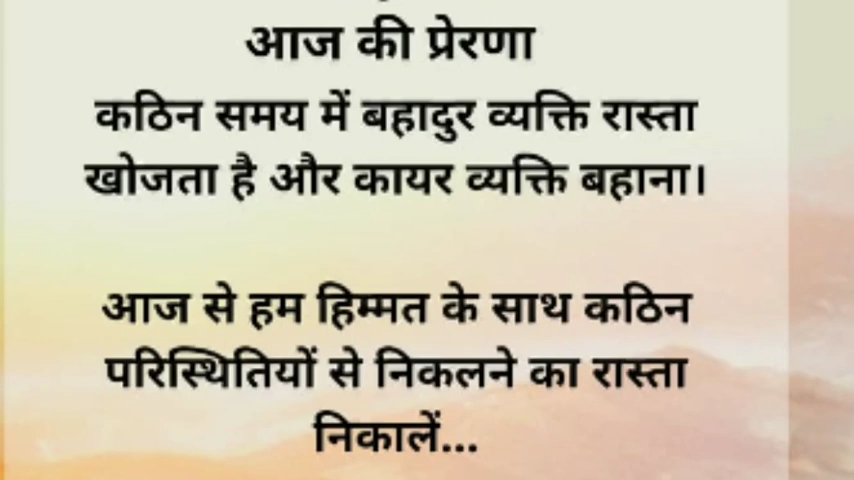 आज की प्रेरणा
कठिन समय में बहादुर व्यक्ति रास्ता
खोजता है और कायर व्यक्ति बहाना।
आज से हम हिम्मत के साथ कठिन
परिस्थितियों से निकलने का रास्ता
निकालें...